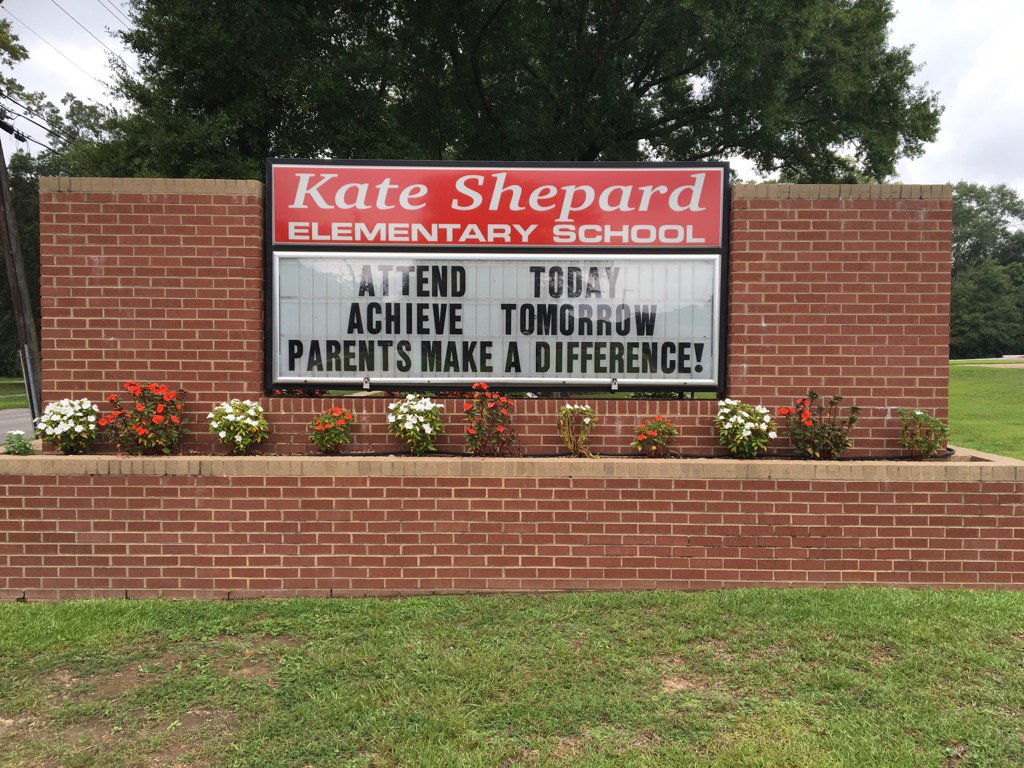 Kate Shepard
ELEMENTARY SCHOOL
ATTEND TODAY
ACHIEVE TOMORROW
PARENTS MAKE A DIFFERENCE!